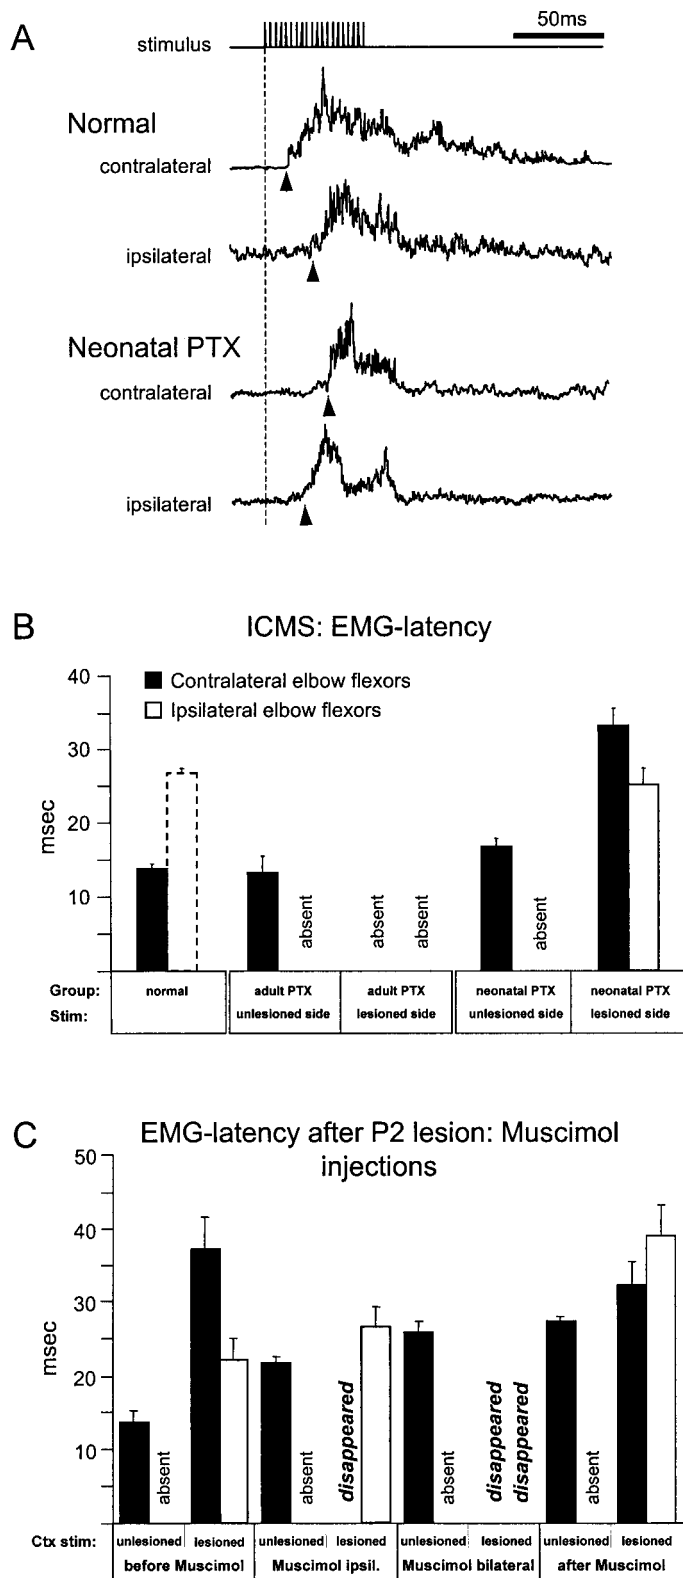 A
stimulus
50ms
Normal
contralateral
ipsilateral
Neonatal PTX
contralateral
ipsilateral
B
ICMS: EMG-latency
40
30
20
10
msec
Contralateral elbow flexors
Ipsilateral elbow flexors
absent
absent
absent
absent
Group:
normal
adult PTX
adult PTX
neonatal PTX
neonatal PTX
Stim:
unlesioned side
lesioned side
unlesioned side
lesioned side
C
EMG-latency after P2 lesion: Muscimol
injections
50
40
30
20
10
msec
absent
absent
disappeared
absent
disappeared
disappeared
absent
Ctx stim:
unlesioned
lesioned
unlesioned
lesioned
unlesioned
lesioned
unlesioned
lesioned
before Muscimol
Muscimol ipsil.
Muscimol bilateral
after Muscimol